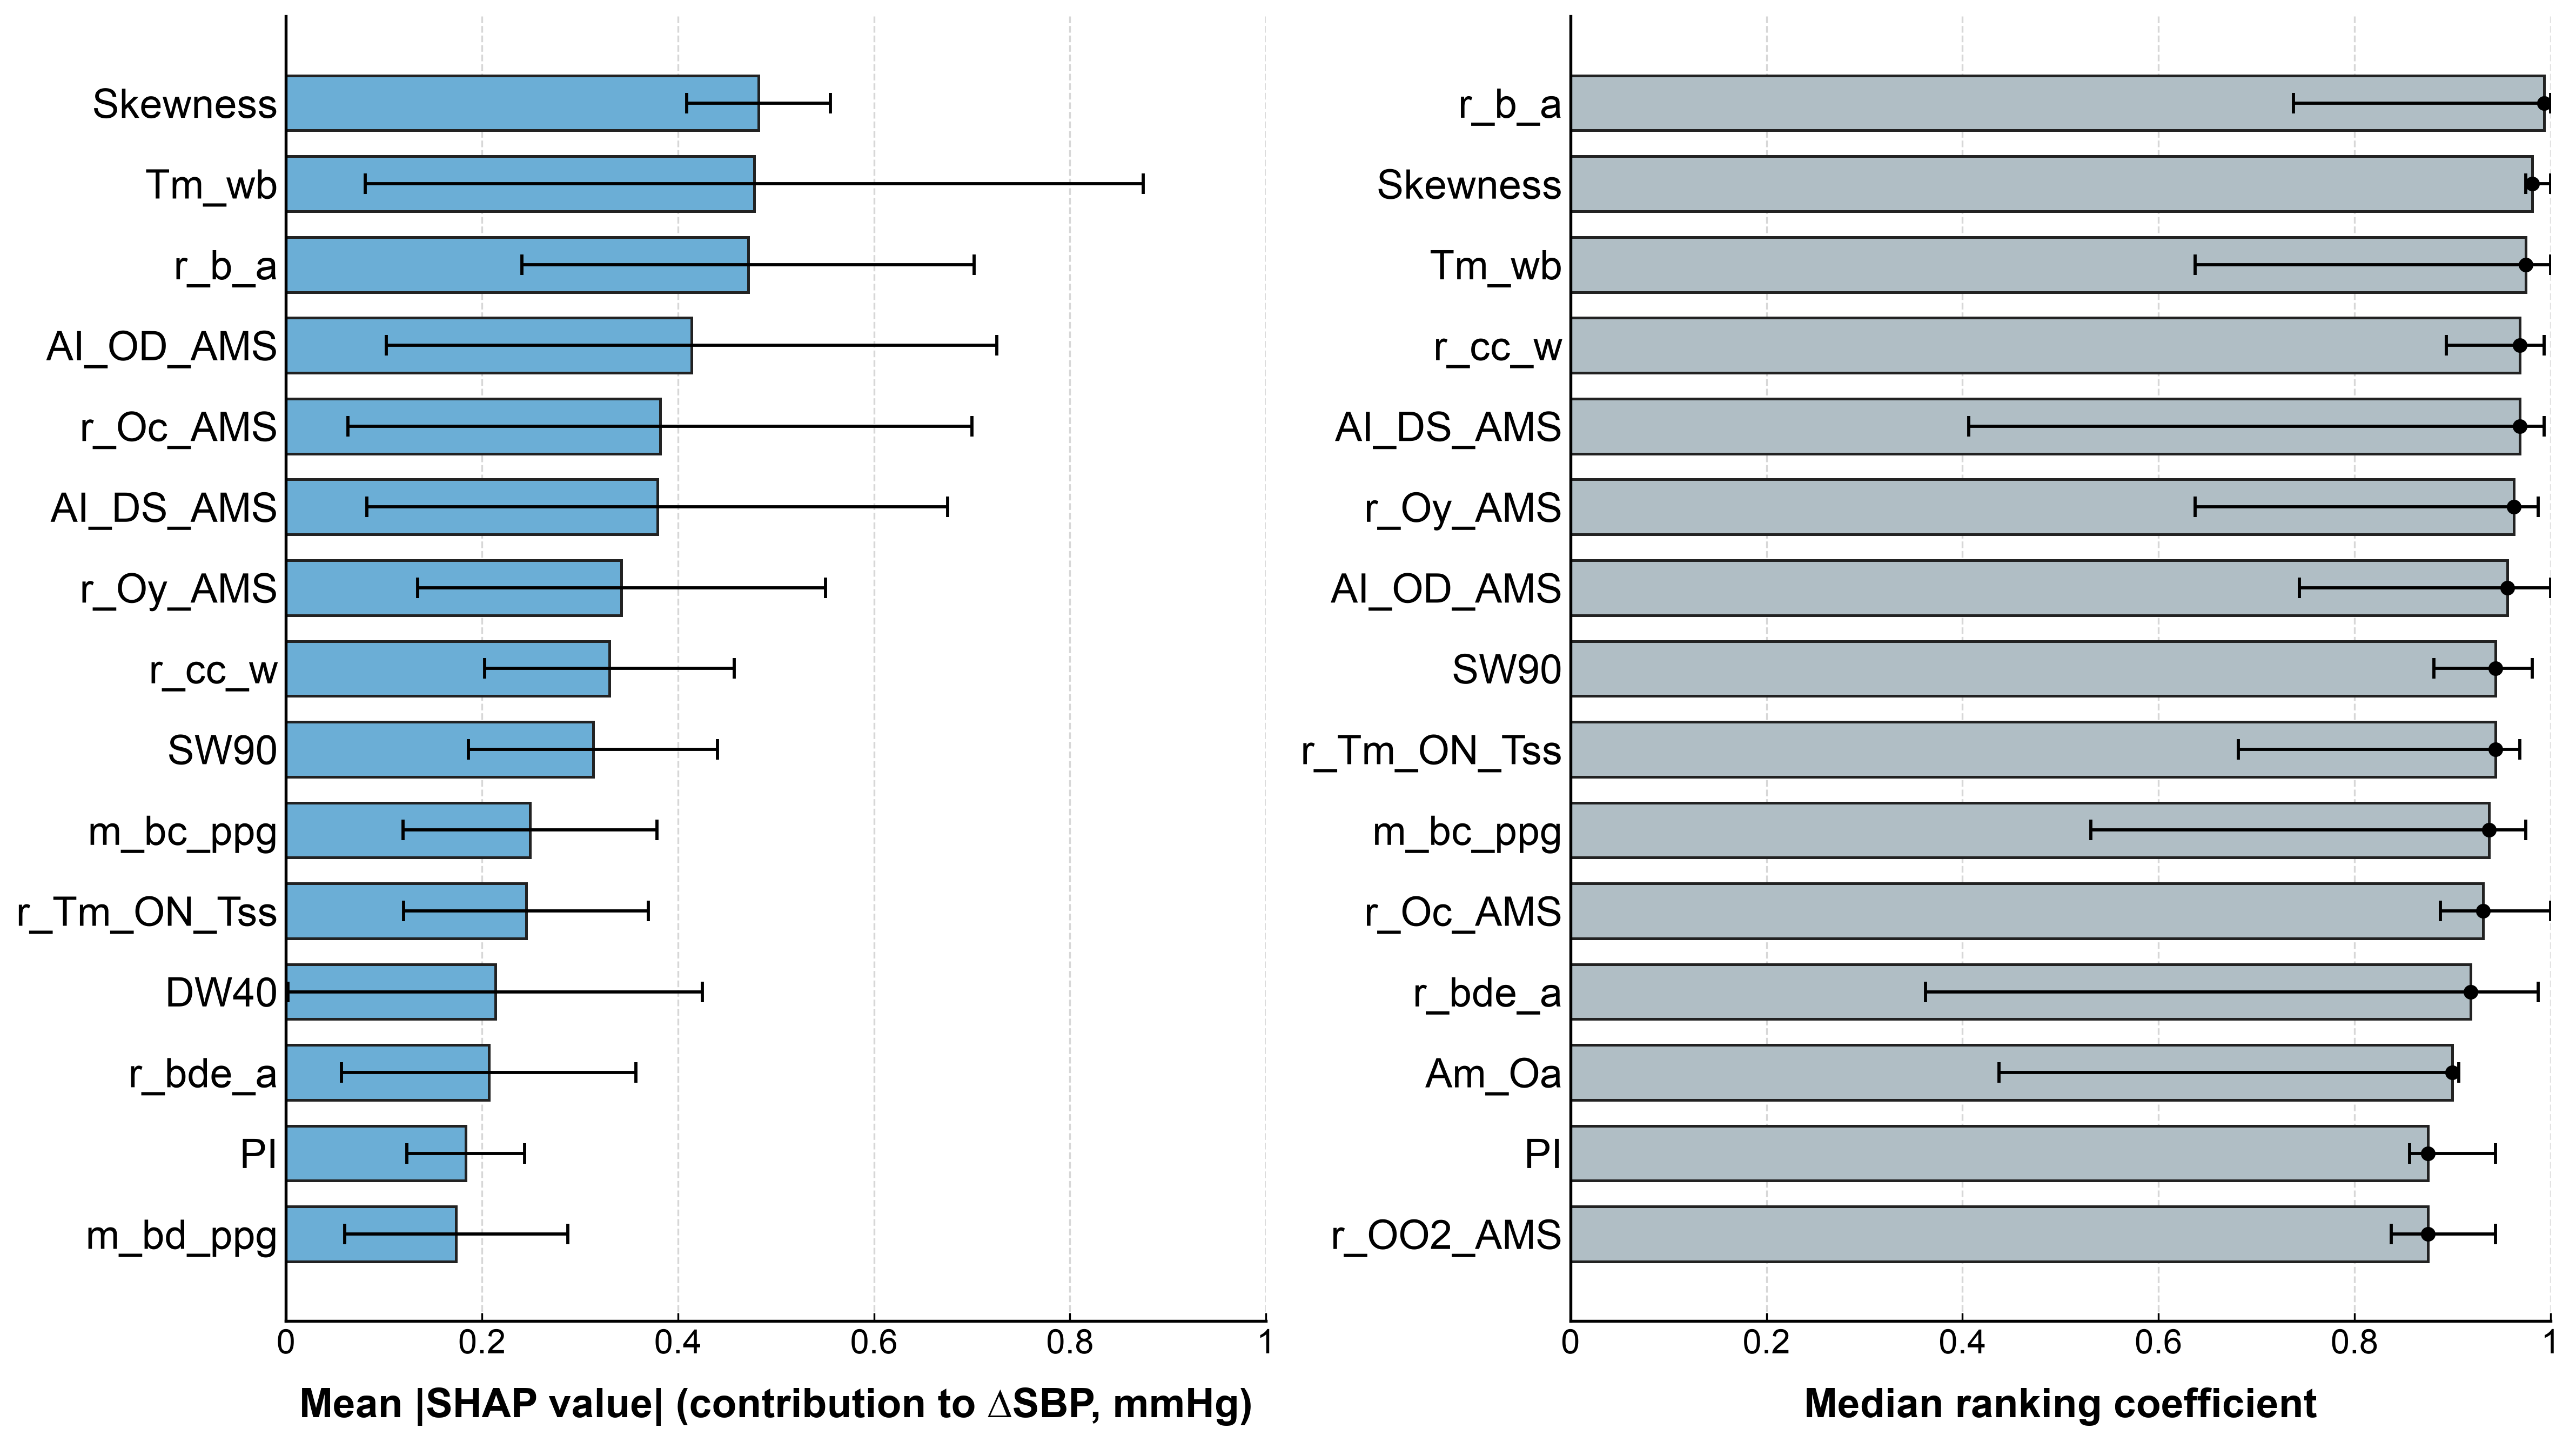 Skewness
Tm_wb
r_b_a
AI_OD_AMS
r_Oc_AMS
AI_DS_AMS
r_Oy_AMS
r_cc_w
SW90
m_bc_ppg
r_Tm_ON_Tss
DW40
r_bde_a
PI
m_bd_ppg
0 0.2 0.4 0.6 0.8 1
Mean |SHAP value| (contribution to ΔSBP, mmHg)
r_b_a
Skewness
Tm_wb
r_cc_w
AI_DS_AMS
r_Oy_AMS
AI_OD_AMS
SW90
r_Tm_ON_Tss
m_bc_ppg
r_Oc_AMS
r_bde_a
Am_Oa
PI
r_OO2_AMS
0 0.2 0.4 0.6 0.8 1
Median ranking coefficient